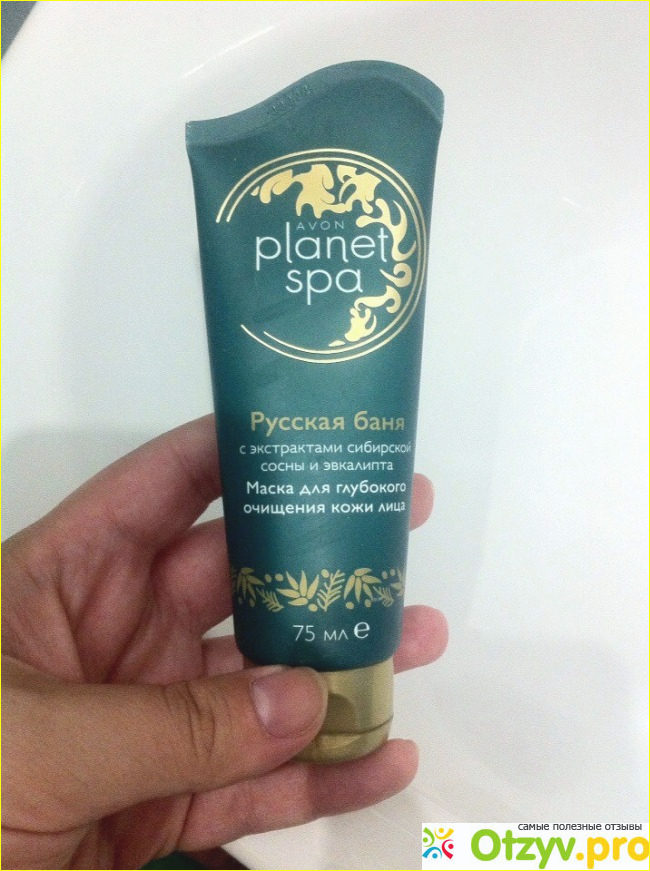 AVON
planet
spa
Русская баня
с экстрактами сибирской
сосны и эвкалипта
Маска для глубокого
очищения кожи лица
75 мл e
самые полезные отзывы
Otzyv.pro